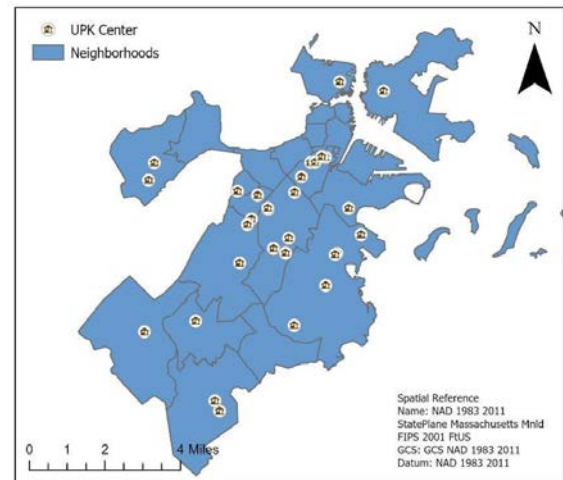 UPK Center
Neighborhoods
N
Spatial Reference
Name: NAD 1983 2011
StatePlane Massachusetts Mnld
FIPS 2001 FtUS
GCS: GCS NAD 1983 2011
Datum: NAD 1983 2011
0 1 2 4 Miles